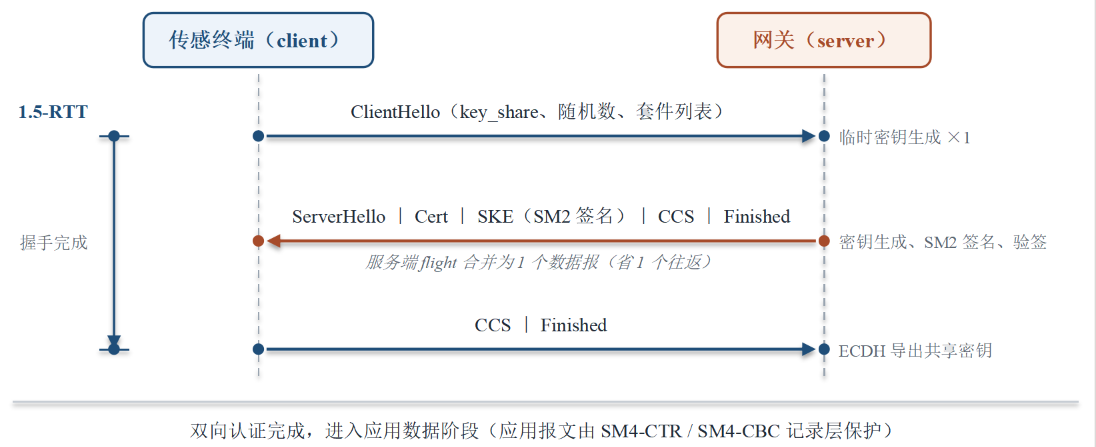 传感终端（client）
网关（server）
1.5-RTT
ClientHello（key_share、随机数、套件列表）
临时密钥生成 ×1
ServerHello | Cert | SKE（SM2 签名） | CCS | Finished
握手完成
密钥生成、SM2 签名、验签
服务端 flight 合并为 1 个数据报（省 1 个往返）
CCS | Finished
ECDH 导出共享密钥
双向认证完成，进入应用数据阶段（应用报文由 SM4-CTR / SM4-CBC 记录层保护）